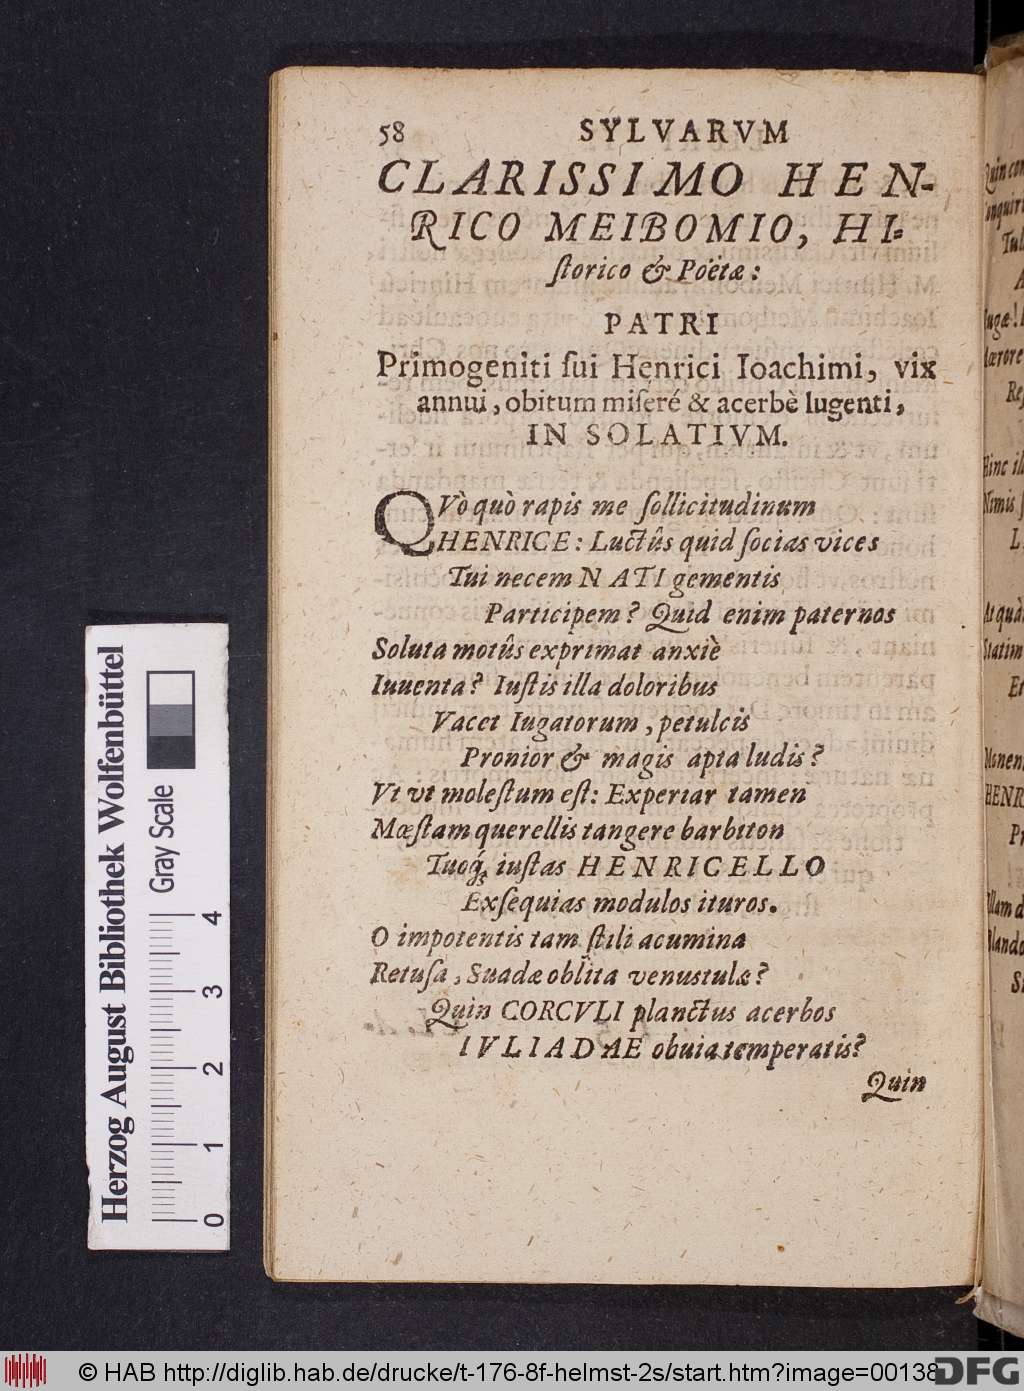 58 SYLVARVM
CLARISSIMO HEN-
RICO MEIBOMIO, HI-
ſtorico & Poëtæ:
PATRI
Primogeniti ſui Henrici Ioachimi, vix
annui, obitum miſeré & acerbè lugenti,
IN SOLATIVM.
QVò quò rapis me ſollicitudinum
HENRICE: Luctûs quid ſocias vices
Tui necem NATI gementis
Participem? Quid enim paternos
Soluta motûs exprimat anxiè
Iuuenta? Iuſtis illa doloribus
Vacet Iugatorum, petulcis
Pronior & magis apta ludis?
Vt vt moleſtum eſt: Experiar tamen
Mœſtam querellis tangere barbiton
Tuoq́; iuſtas HENRICELLO
Exſequias modulos ituros.
O impotentis tam ſtili acumina
Retuſa, Suadæ oblita venustulæ?
Quin CORCVLI planctus acerbos
IVLIADAE obuia temperatis?
Quin
Herzog August Bibliothek Wolfenbüttel
Gray Scale
0 1 2 3 4
© HAB http://diglib.hab.de/drucke/t-176-8f-helmst-2s/start.htm?image=00138
DFG